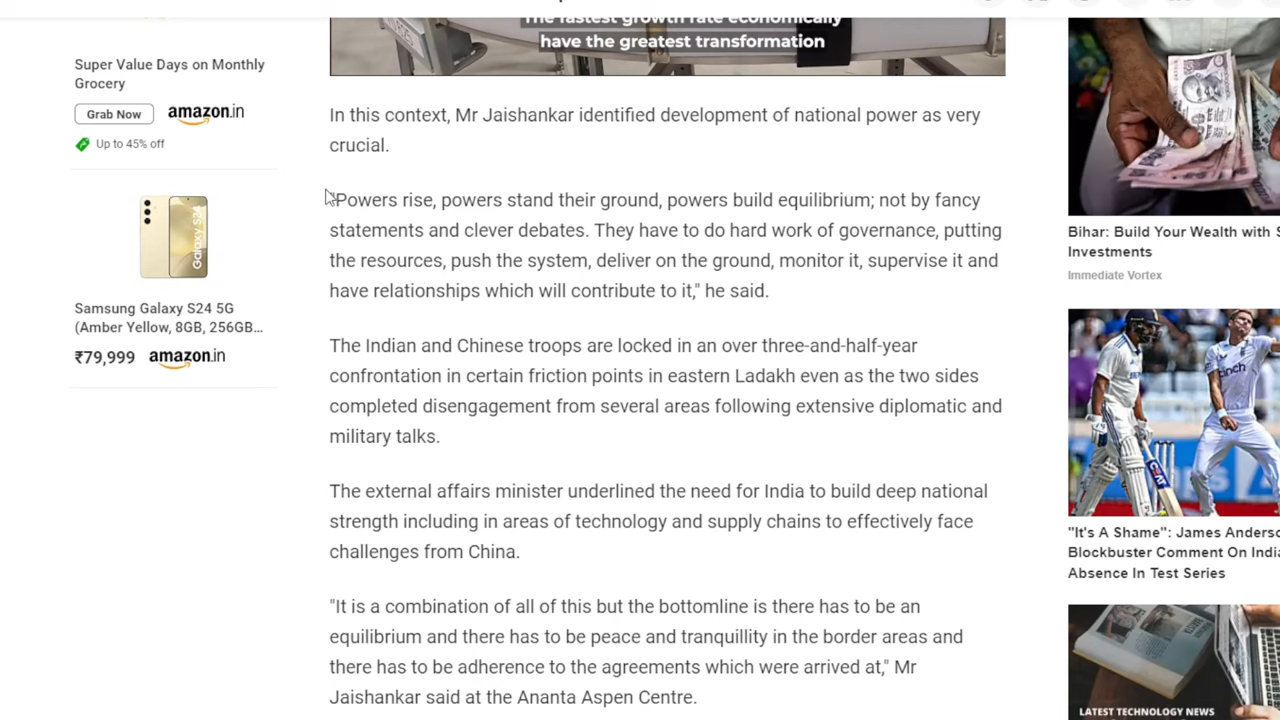 The fastest growth rate economically
have the greatest transformation
Super Value Days on Monthly
Grocery
Grab Now
amazon.in
Up to 45% off
Galaxy S24
Samsung Galaxy S24 5G
(Amber Yellow, 8GB, 256GB...
₹79,999
amazon.in
In this context, Mr Jaishankar identified development of national power as very
crucial.
"Powers rise, powers stand their ground, powers build equilibrium; not by fancy
statements and clever debates. They have to do hard work of governance, putting
the resources, push the system, deliver on the ground, monitor it, supervise it and
have relationships which will contribute to it," he said.
The Indian and Chinese troops are locked in an over three-and-half-year
confrontation in certain friction points in eastern Ladakh even as the two sides
completed disengagement from several areas following extensive diplomatic and
military talks.
The external affairs minister underlined the need for India to build deep national
strength including in areas of technology and supply chains to effectively face
challenges from China.
"It is a combination of all of this but the bottomline is there has to be an
equilibrium and there has to be peace and tranquillity in the border areas and
there has to be adherence to the agreements which were arrived at," Mr
Jaishankar said at the Ananta Aspen Centre.
Bihar: Build Your Wealth with
Investments
Immediate Vortex
cinch
"It's A Shame": James
Blockbuster Comment On
Absence In Test Series
LATEST TECHNOLOGY NEWS